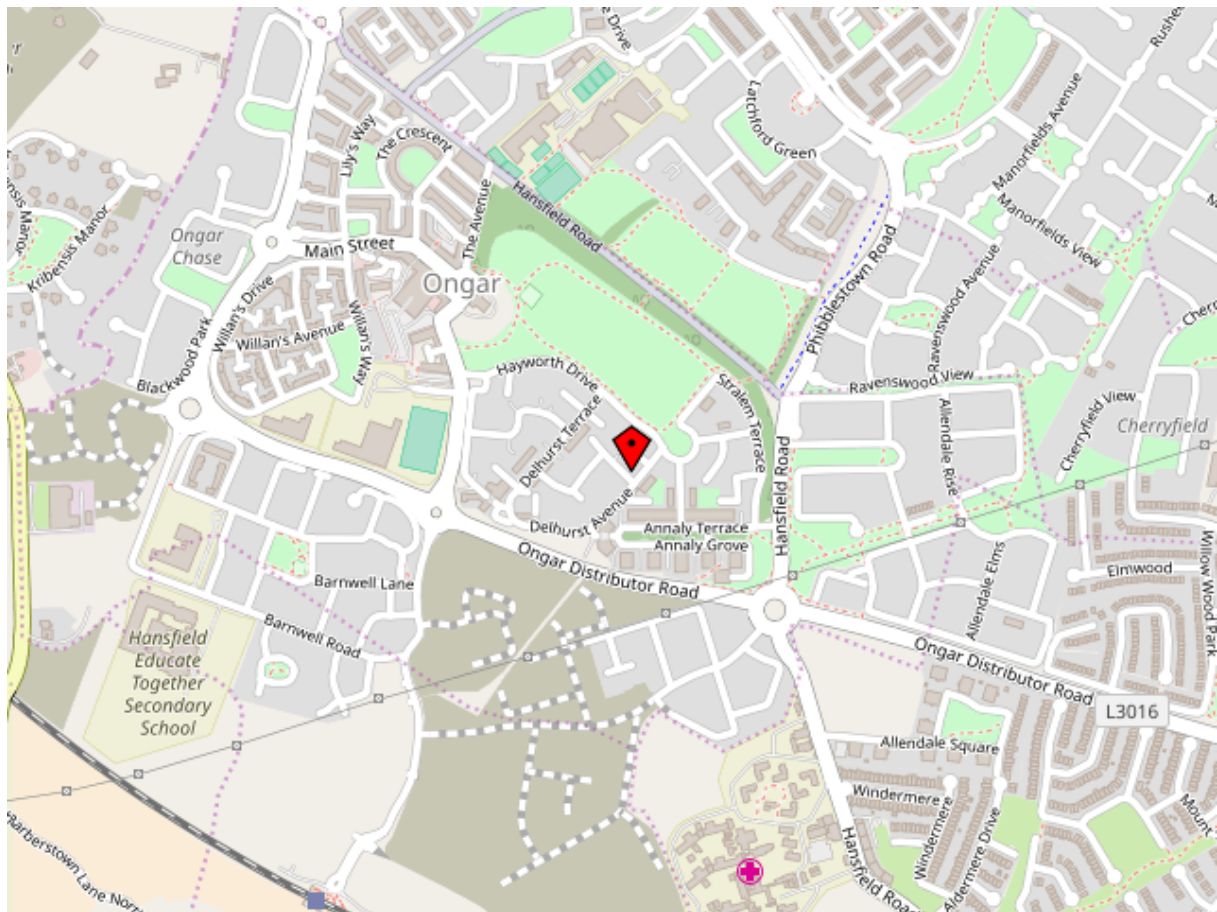 Drive
Rushe
Lily's Way
The Crescent
Latchford Green
Manorfields Avenue
Hansfield Road
The Avenue
Manorfields View
Kribensis Manor
Ongar
Chase
Main Street
Ongar
Phibblestown Road
Ravenswood Avenue
Willan's Drive
Willan's Avenue
Willan's Way
Blackwood Park
Hayworth Drive
Stralem Terrace
Ravenswood View
Cherryfield View
Cherryfield
Delhurst Terrace
Allendale Rise
Hansfield Road
Delhurst Avenue
Annaly Terrace
Annaly Grove
Ongar Distributor Road
Elmwood
Willow Wood Park
Barnwell Lane
Allendale Elms
Barnwell Road
Hansfield
Educate
Together
Secondary
School
Ongar Distributor Road
L3016
Allendale Square
Windermere
Windermere
Aldermere Drive
Mount
Hansfield Road
Barberstown Lane Nor